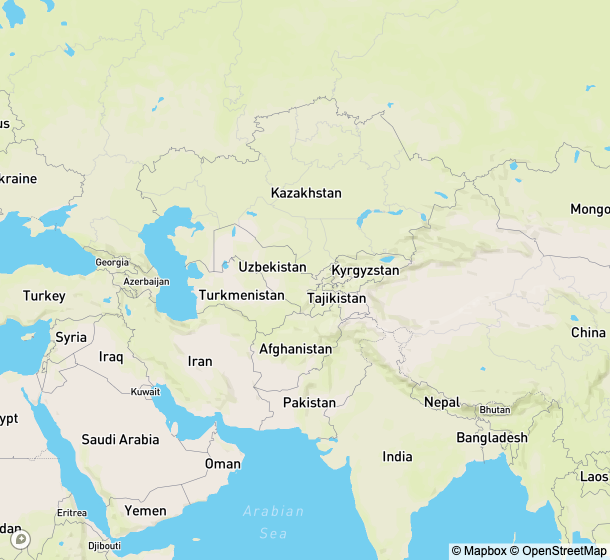 us
kraine
Kazakhstan
Mongo
Georgia
Azerbaijan
Uzbekistan
Kyrgyzstan
Turkey
Turkmenistan
Tajikistan
China
Syria
Iraq
Iran
Afghanistan
Kuwait
Pakistan
Nepal
Bhutan
ypt
Saudi Arabia
Bangladesh
Oman
India
Laos
Yemen
Eritrea
Arabian
Sea
dan
Djibouti
© Mapbox © OpenStreetMap